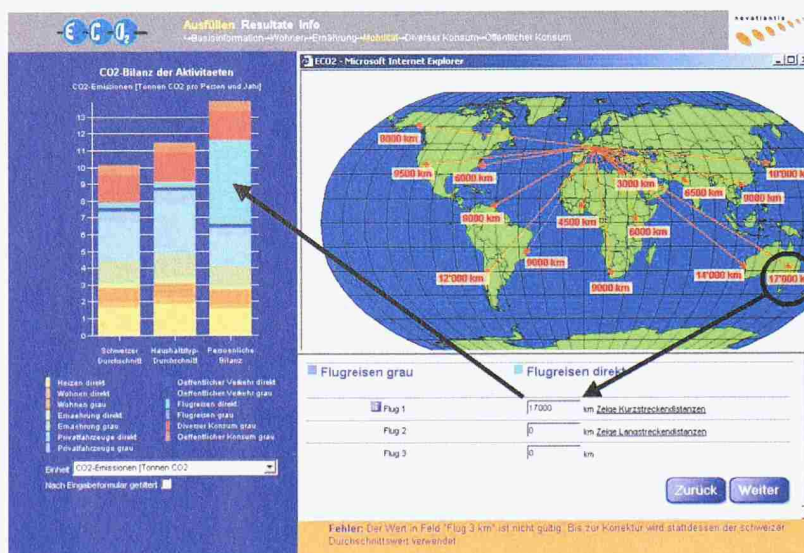 E C O2
Ausfüllen Resultate Info
Basisinformation Wohnen Ernährung Mobilität Diverser Konsum Öffentlicher Konsum
novatlantis
CO2-Bilanz der Aktivitaeten
CO2-Emissionen [Tonnen CO2 pro Person und Jahr]
13
12
11
10
9
8
7
6
5
4
3
2
1
0
Schweizer Durchschnitt
Haushaltstyp-Durchschnitt
Persönliche Bilanz
Heizen direkt
Wohnen direkt
Wohnen grau
Ernaehrung direkt
Ernaehrung grau
Privatfahrzeuge direkt
Privatfahrzeuge grau
Oeffentlicher Verkehr direkt
Oeffentlicher Verkehr grau
Flugreisen direkt
Flugreisen grau
Diverser Konsum grau
Oeffentlicher Konsum grau
Einheit CO2-Emissionen [Tonnen CO2
Nach Eingabeformular gefiltert
ECO2 - Microsoft Internet Explorer
8000 km
9500 km
6000 km
9000 km
12'000 km
9000 km
4500 km
3000 km
6000 km
9000 km
6500 km
9000 km
14'000 km
17'000 km
Flugreisen grau
Flugreisen direkt
Flug 1 17000 km Zeige Kurzstreckendistanzen
Flug 2 0 km Zeige Langstreckendistanzen
Flug 3 0 km
Zurück Weiter
Fehler: Der Wert in Feld "Flug 3 km" ist nicht gültig. Bis zur Korrektur wird stattdessen der schweizer
Durchschnittswert verwendet